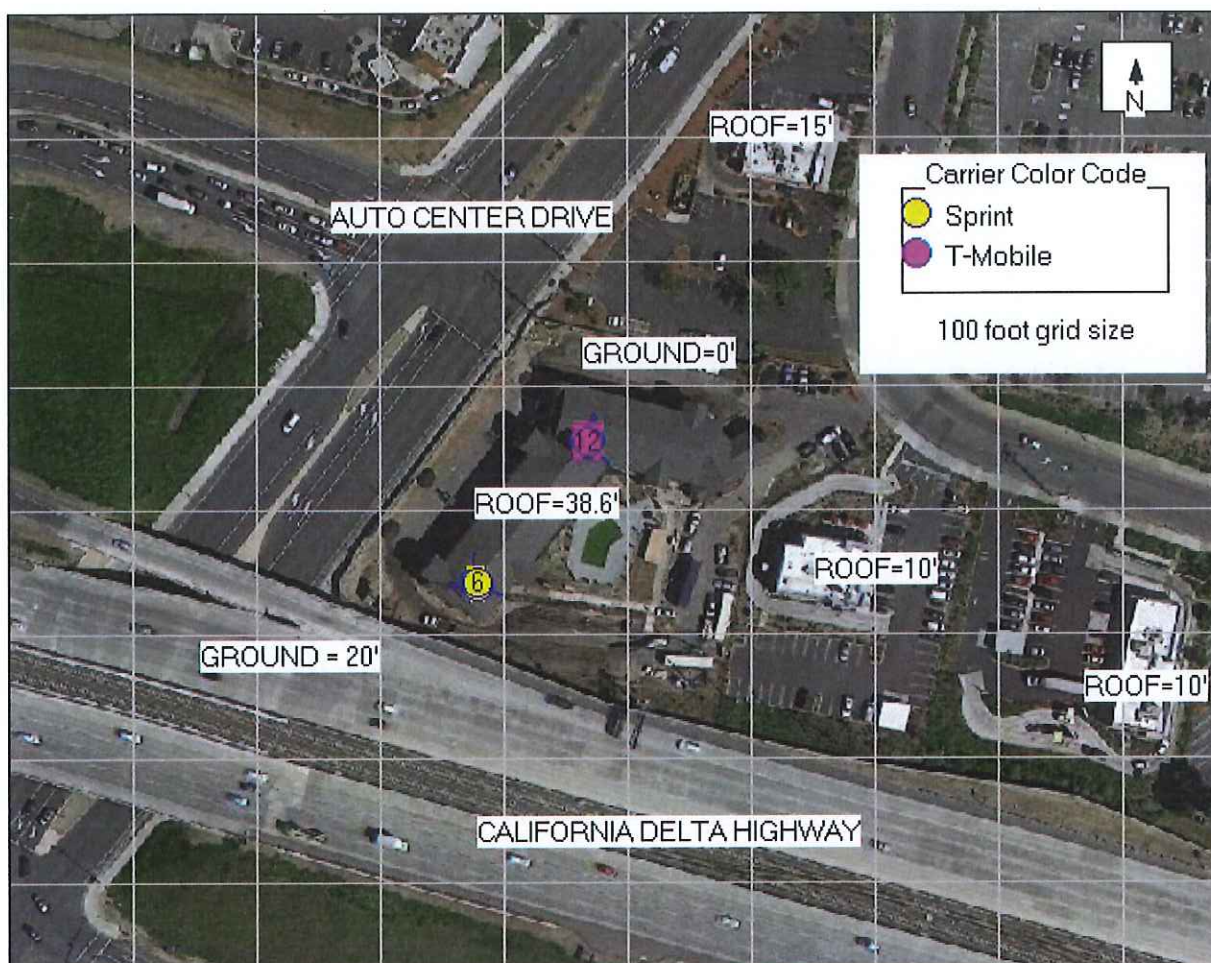 N
ROOF=15'
Carrier Color Code
Sprint
T-Mobile
AUTO CENTER DRIVE
100 foot grid size
GROUND=0'
12
ROOF=38.6'
ROOF=10'
6
GROUND = 20'
ROOF=10'
CALIFORNIA DELTA HIGHWAY